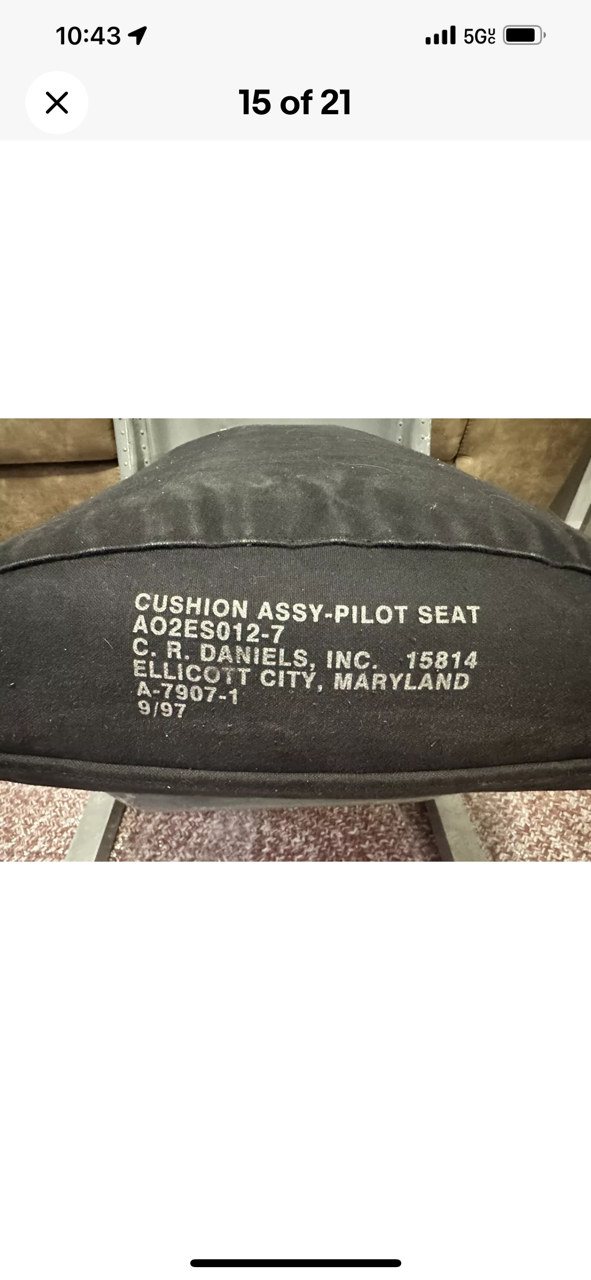 10:43 5G UC
15 of 21
CUSHION ASSY-PILOT SEAT
AO2ES012-7
C. R. DANIELS, INC. 15814
ELLICOTT CITY, MARYLAND
A-7907-1
9/97